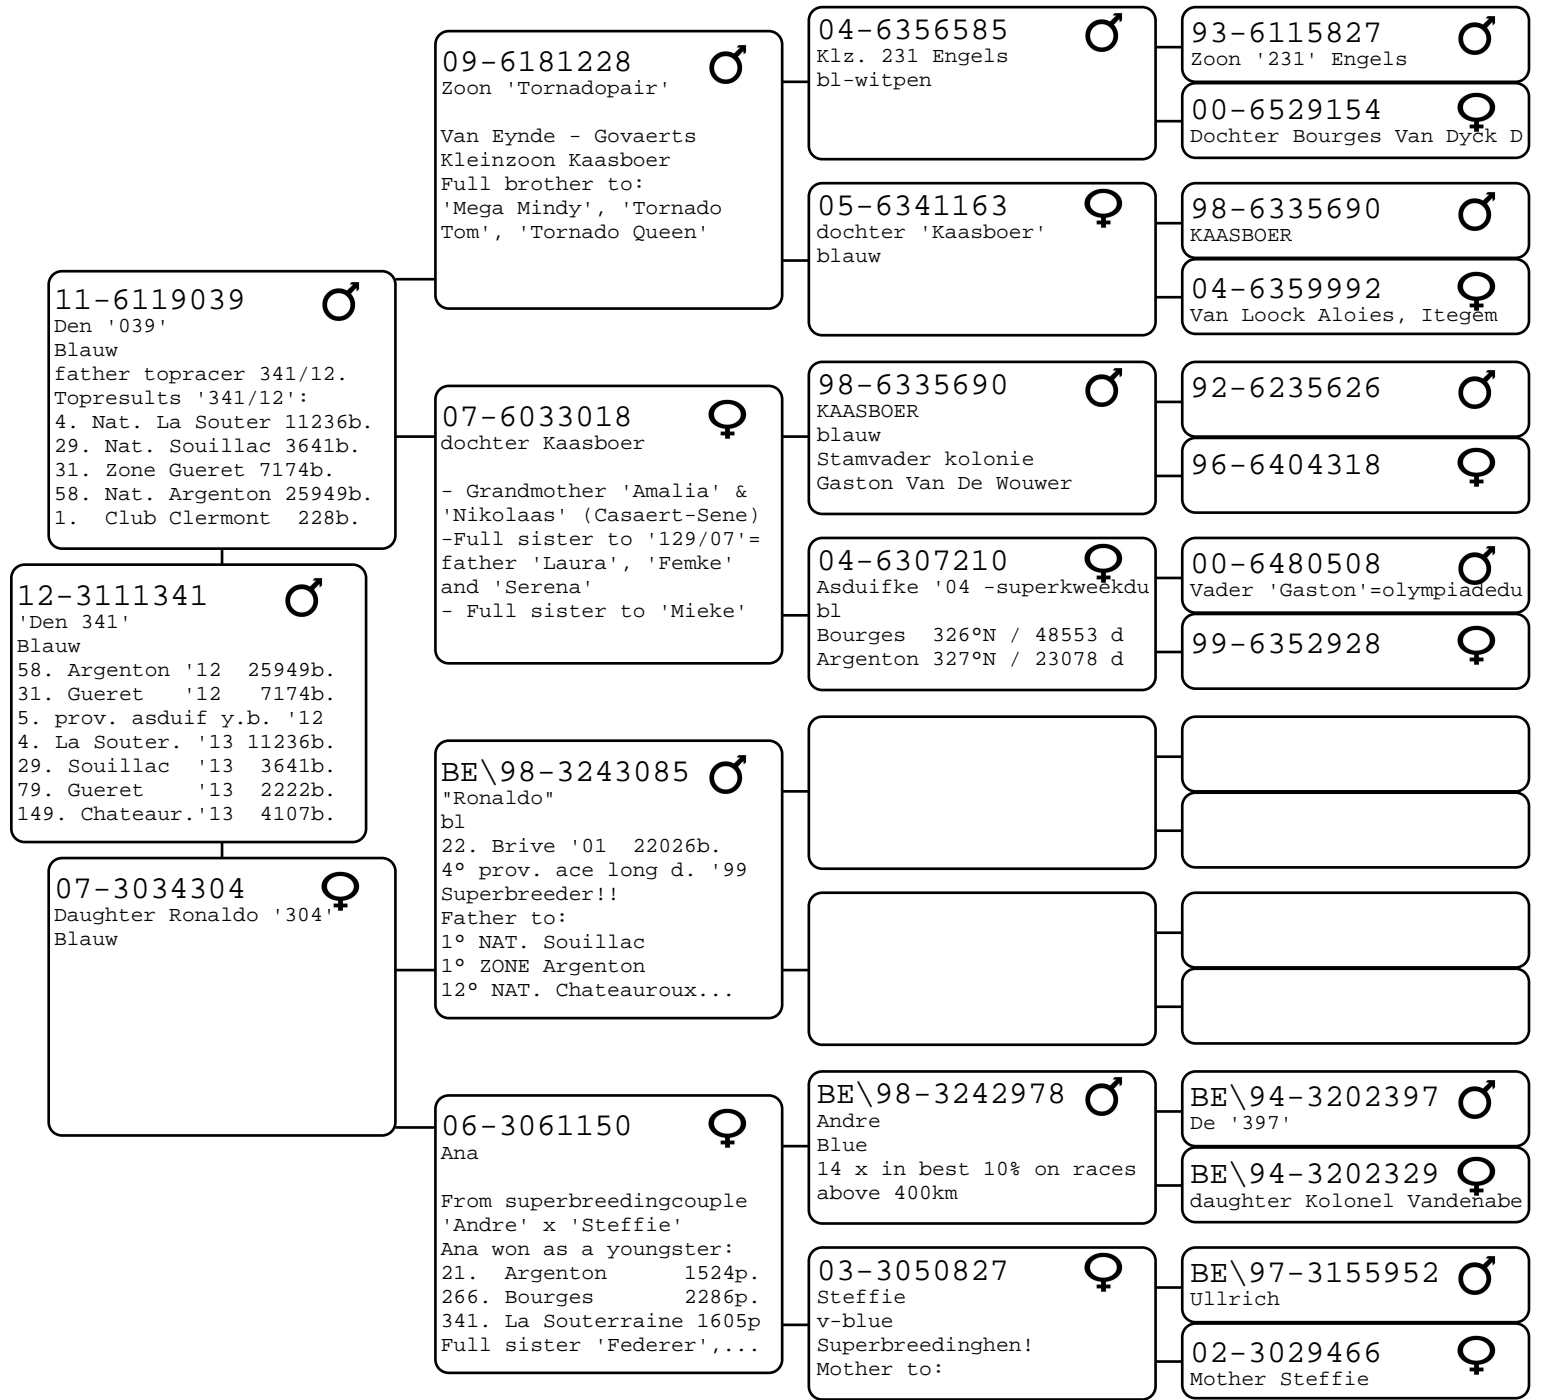 11-6119039
Den '039'
Blauw
father topracer 341/12.
Topresults '341/12':
4. Nat. La Souter 11236b.
29. Nat. Souillac 3641b.
31. Zone Gueret 7174b.
58. Nat. Argenton 25949b.
1. Club Clermont 228b.
12-3111341
'Den 341'
Blauw
58. Argenton '12 25949b.
31. Gueret '12 7174b.
5. prov. asduif y.b. '12
4. La Souter. '13 11236b.
29. Souillac '13 3641b.
79. Gueret '13 2222b.
149. Chateaur.'13 4107b.
07-3034304
Daughter Ronaldo '304'
Blauw
09-6181228
Zoon 'Tornadopair'
Van Eynde - Govaerts
Kleinzoon Kaasboer
Full brother to:
'Mega Mindy', 'Tornado
Tom', 'Tornado Queen'
07-6033018
dochter Kaasboer
- Grandmother 'Amalia' &
'Nikolaas' (Casaert-Sene)
-Full sister to '129/07'=
father 'Laura', 'Femke'
and 'Serena'
- Full sister to 'Mieke'
BE\98-3243085
"Ronaldo"
bl
22. Brive '01 22026b.
4° prov. ace long d. '99
Superbreeder!!
Father to:
1° NAT. Souillac
1° ZONE Argenton
12° NAT. Chateauroux...
06-3061150
Ana
From superbreedingcouple
'Andre' x 'Steffie'
Ana won as a youngster:
21. Argenton 1524p.
266. Bourges 2286p.
341. La Souterraine 1605p
Full sister 'Federer',...
04-6356585
Klz. 231 Engels
bl-witpen
05-6341163
dochter 'Kaasboer'
blauw
98-6335690
KAASBOER
blauw
Stamvader kolonie
Gaston Van De Wouwer
04-6307210
Asduifke '04 -superkweekdu
bl
Bourges 326°N / 48553 d
Argenton 327°N / 23078 d
BE\98-3242978
Andre
Blue
14 x in best 10% on races
above 400km
03-3050827
Steffie
v-blue
Superbreedinghen!
Mother to:
93-6115827
Zoon '231' Engels
00-6529154
Dochter Bourges Van Dyck D
98-6335690
KAASBOER
04-6359992
Van Loock Aloies, Itegem
92-6235626
96-6404318
00-6480508
Vader 'Gaston'=olympiadedu
99-6352928
BE\94-3202397
De '397'
BE\94-3202329
daughter Kolonel Vandenabe
BE\97-3155952
Ullrich
02-3029466
Mother Steffie